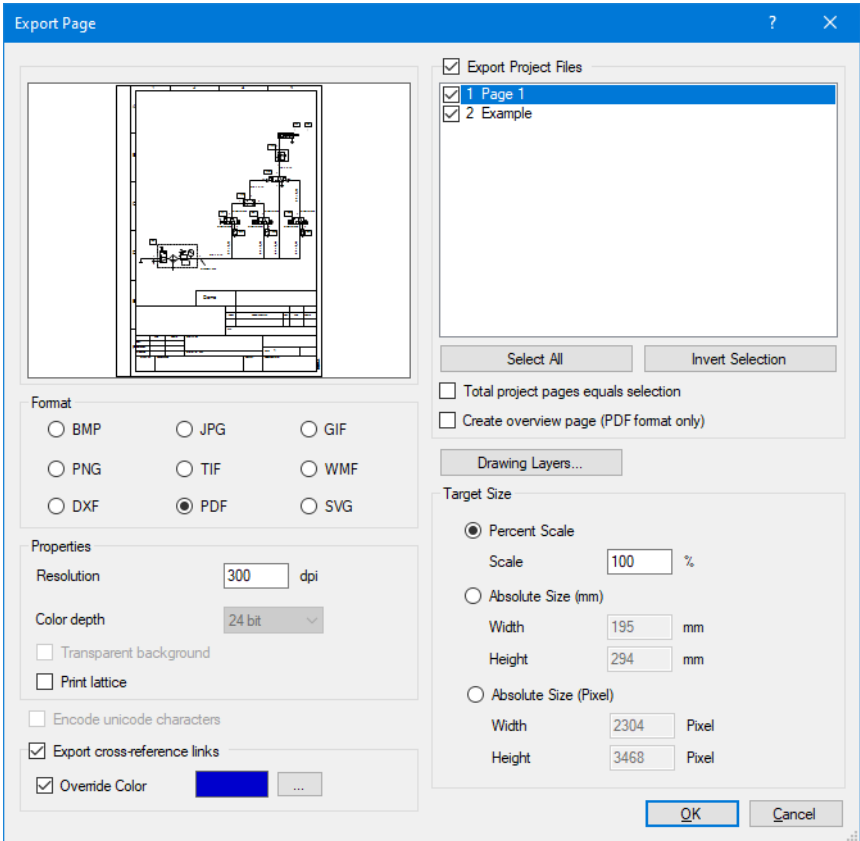 Export Page
?
Export Project Files
1 Page 1
2 Example
Select All
Invert Selection
Total project pages equals selection
Create overview page (PDF format only)
Drawing Layers...
Format
BMP
JPG
GIF
PNG
TIF
WMF
DXF
PDF
SVG
Properties
Resolution
300
dpi
Color depth
24 bit
Transparent background
Print lattice
Encode unicode characters
Export cross-reference links
Override Color
...
Target Size
Percent Scale
Scale
100
%
Absolute Size (mm)
Width
195
mm
Height
294
mm
Absolute Size (Pixel)
Width
2304
Pixel
Height
3468
Pixel
OK
Cancel